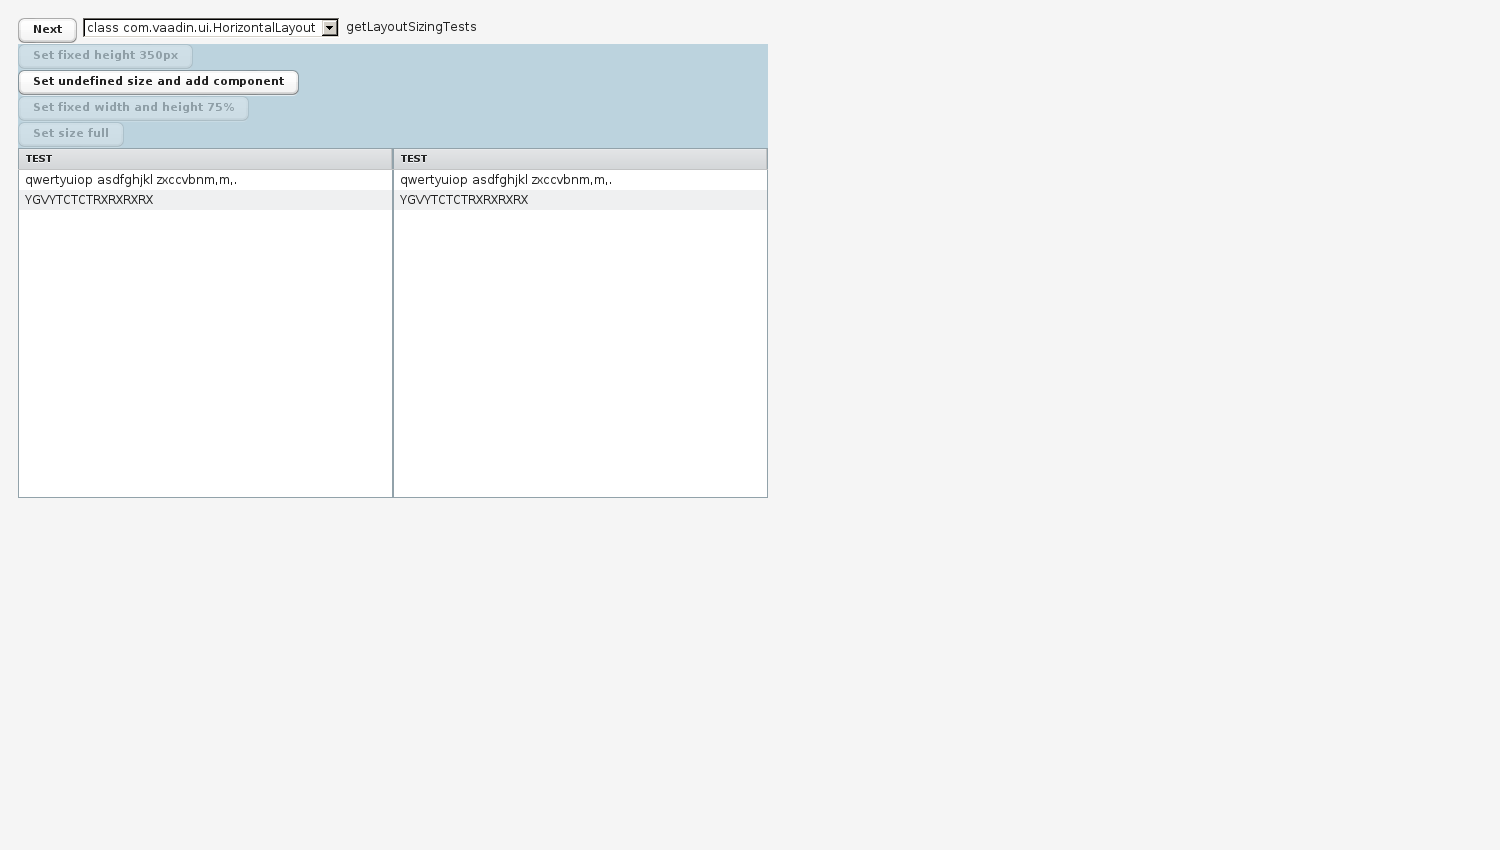 Next class com.vaadin.ui.HorizontalLayout getLayoutSizingTests
Set fixed height 350px
Set undefined size and add component
Set fixed width and height 75%
Set size full
TEST TEST
qwertyuiop asdfghjkl zxccvbnm,m,. qwertyuiop asdfghjkl zxccvbnm,m,.
YGVYTCTCTRXRXRXRX YGVYTCTCTRXRXRXRX